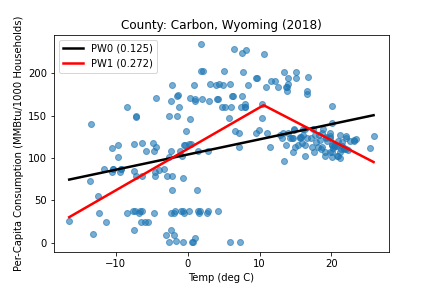 County: Carbon, Wyoming (2018)
PW0 (0.125)
PW1 (0.272)
Per-Capita Consumption (MMBtu/1000 Households)
200
150
100
50
0
−10
0
10
20
Temp (deg C)